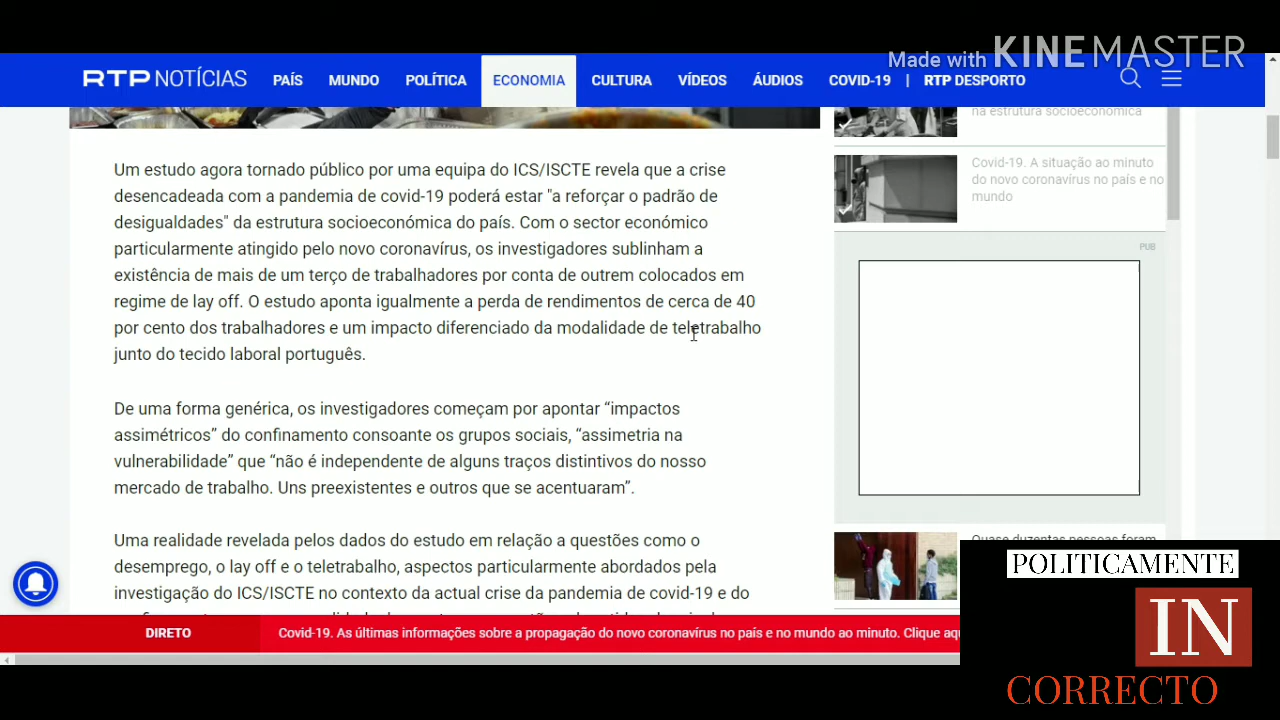 Made with KINEMASTER
RTP NOTÍCIAS PAÍS MUNDO POLÍTICA ECONOMIA CULTURA VÍDEOS ÁUDIOS COVID-19 | RTP DESPORTO
na estrutura socioeconómica
Covid-19. A situação ao minuto
do novo coronavírus no país e no
mundo
PUB
Um estudo agora tornado público por uma equipa do ICS/ISCTE revela que a crise
desencadeada com a pandemia de covid-19 poderá estar "a reforçar o padrão de
desigualdades" da estrutura socioeconómica do país. Com o sector económico
particularmente atingido pelo novo coronavírus, os investigadores sublinham a
existência de mais de um terço de trabalhadores por conta de outrem colocados em
regime de lay off. O estudo aponta igualmente a perda de rendimentos de cerca de 40
por cento dos trabalhadores e um impacto diferenciado da modalidade de teletrabalho
junto do tecido laboral português.
De uma forma genérica, os investigadores começam por apontar “impactos
assimétricos” do confinamento consoante os grupos sociais, “assimetria na
vulnerabilidade” que “não é independente de alguns traços distintivos do nosso
mercado de trabalho. Uns preexistentes e outros que se acentuaram”.
Uma realidade revelada pelos dados do estudo em relação a questões como o
desemprego, o lay off e o teletrabalho, aspectos particularmente abordados pela
investigação do ICS/ISCTE no contexto da actual crise da pandemia de covid-19 e do
Quase duzentas pessoas foram
DIRETO Covid-19. As últimas informações sobre a propagação do novo coronavírus no país e no mundo ao minuto. Clique aqu
POLITICAMENTE
IN
CORRECTO